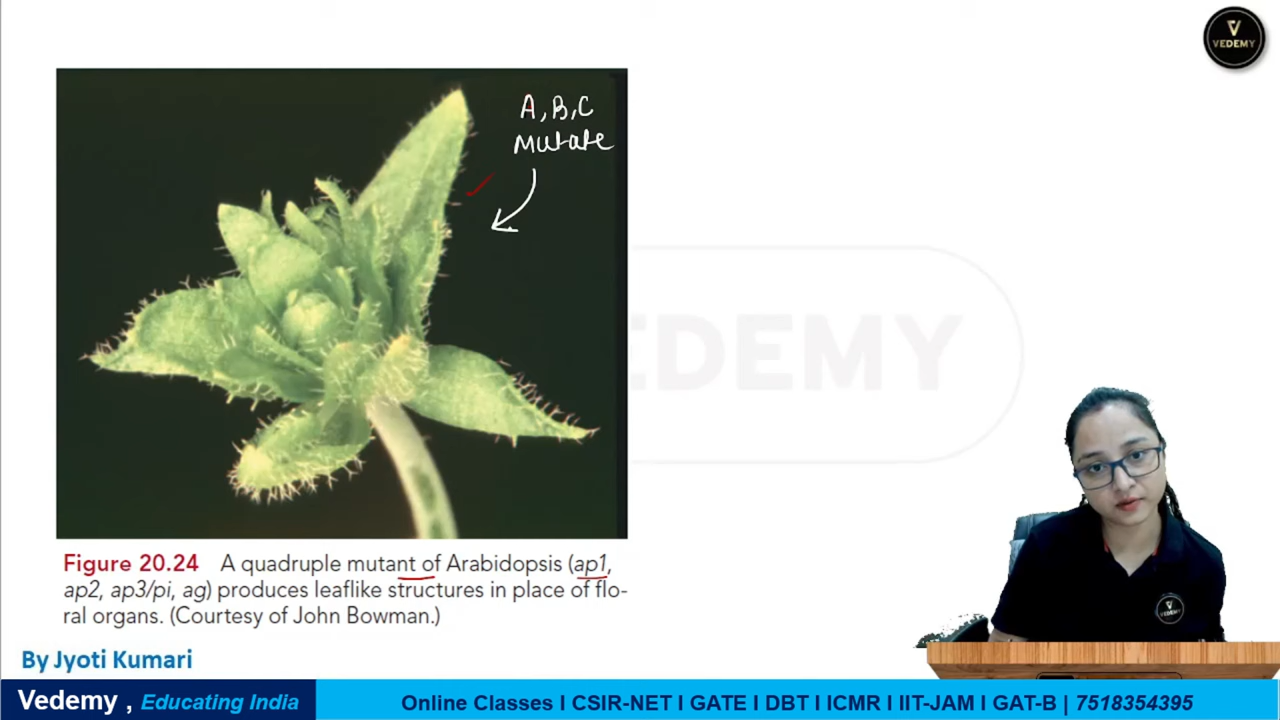 VEDEMY
A,B,C
Mutate
EDEMY
Figure 20.24 A quadruple mutant of Arabidopsis (ap1,
ap2, ap3/pi, ag) produces leaflike structures in place of flo-
ral organs. (Courtesy of John Bowman.)
VEDEMY
By Jyoti Kumari
Vedemy , Educating India
Online Classes I CSIR-NET I GATE I DBT I ICMR I IIT-JAM I GAT-B | 7518354395